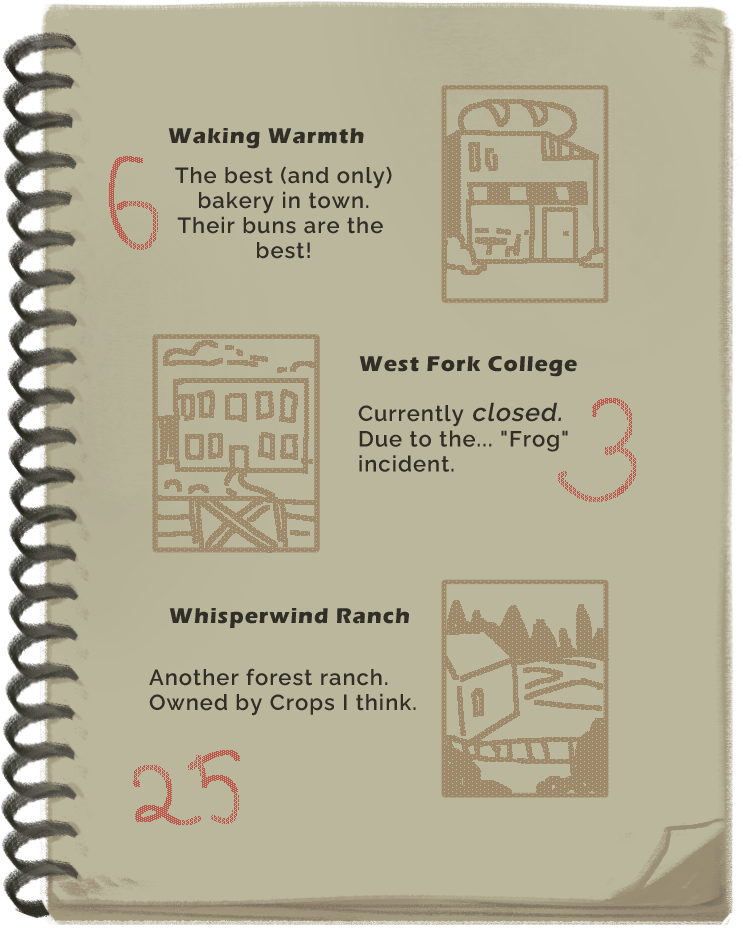 Waking Warmth
6
The best (and only)
bakery in town.
Their buns are the
best!
West Fork College
Currently closed.
Due to the... "Frog"
incident.
3
Whisperwind Ranch
Another forest ranch.
Owned by Crops I think.
25